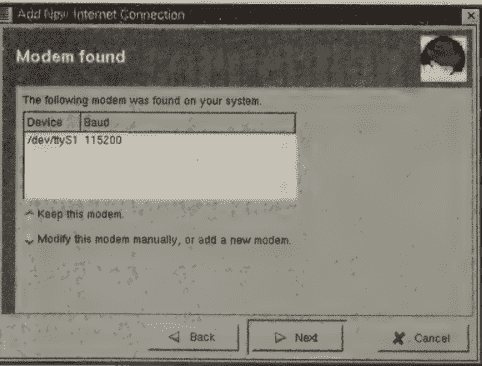 Add New Internet Connection
Modem found
The following modem was found on your system.
Device Baud
/dev/ttyS1 115200
Keep this modem.
Modify this modem manually, or add a new modem.
Back Next Cancel